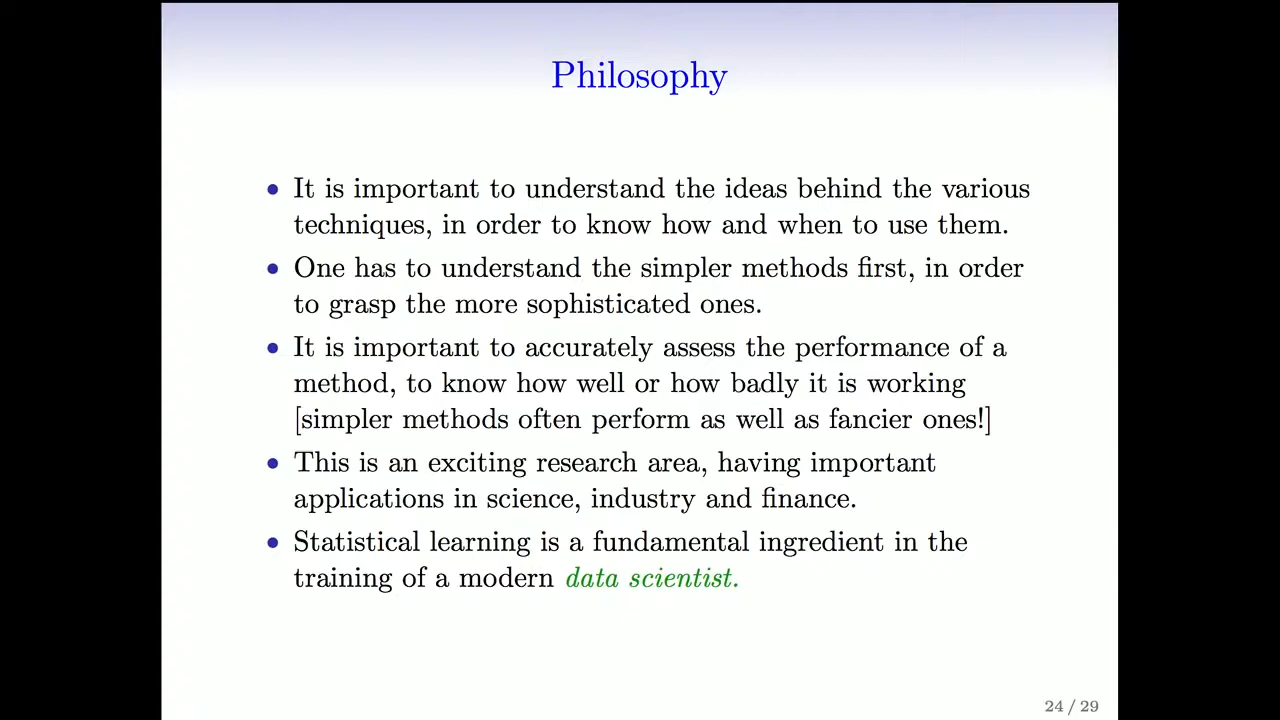 Philosophy
• It is important to understand the ideas behind the various
techniques, in order to know how and when to use them.
• One has to understand the simpler methods first, in order
to grasp the more sophisticated ones.
• It is important to accurately assess the performance of a
method, to know how well or how badly it is working
[simpler methods often perform as well as fancier ones!]
• This is an exciting research area, having important
applications in science, industry and finance.
• Statistical learning is a fundamental ingredient in the
training of a modern data scientist.
24 / 29